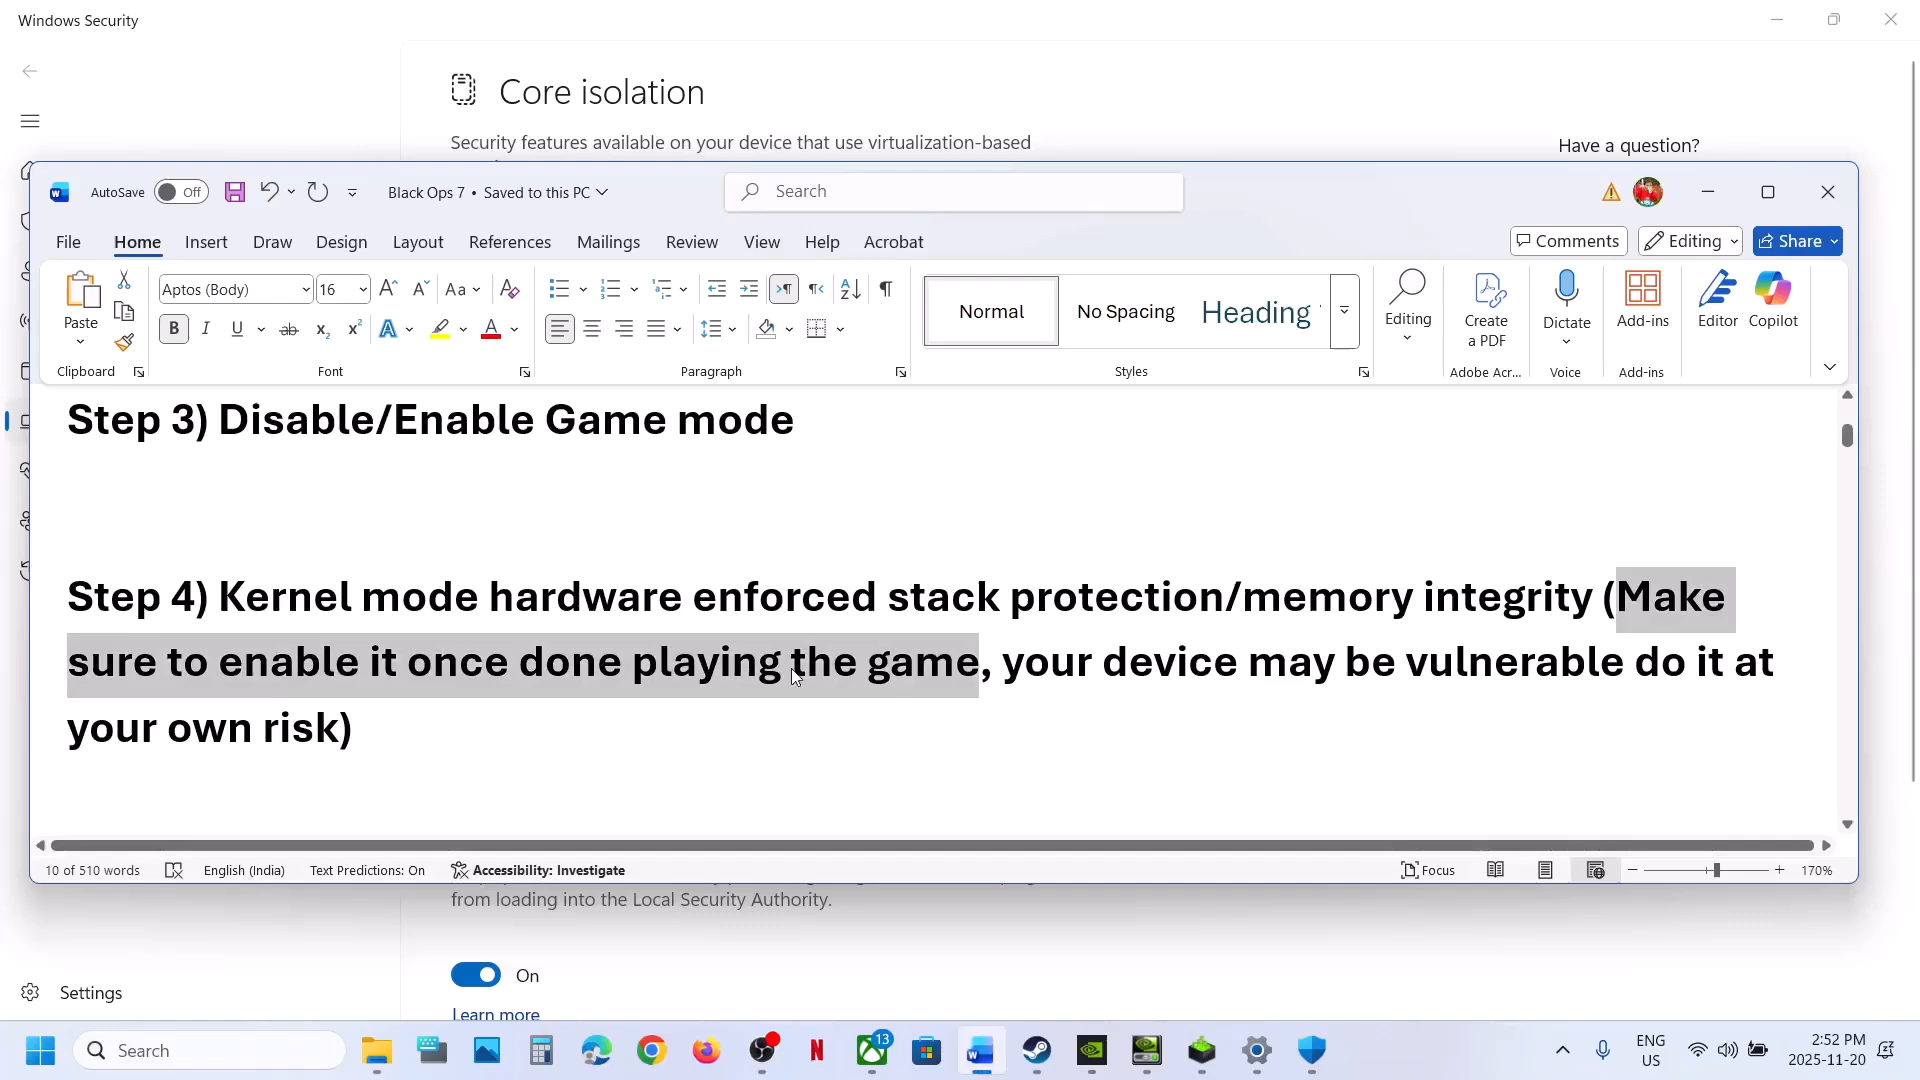 Windows Security
Core isolation
Security features available on your device that use virtualization-based
Have a question?
AutoSave Off
Black Ops 7 • Saved to this PC
Search
File Home Insert Draw Design Layout References Mailings Review View Help Acrobat
Comments Editing Share
Paste
Clipboard
Aptos (Body) 16
Font
Paragraph
Normal
No Spacing
Heading
Styles
Editing
Create
a PDF
Adobe Acr...
Dictate
Voice
Add-ins
Add-ins
Editor
Copilot
Step 3) Disable/Enable Game mode
Step 4) Kernel mode hardware enforced stack protection/memory integrity (Make
sure to enable it once done playing the game, your device may be vulnerable do it at
your own risk)
10 of 510 words English (India) Text Predictions: On Accessibility: Investigate Focus 170%
from loading into the Local Security Authority.
On
Learn more
Settings
Search
13
ENG
US
2:52 PM
2025-11-20